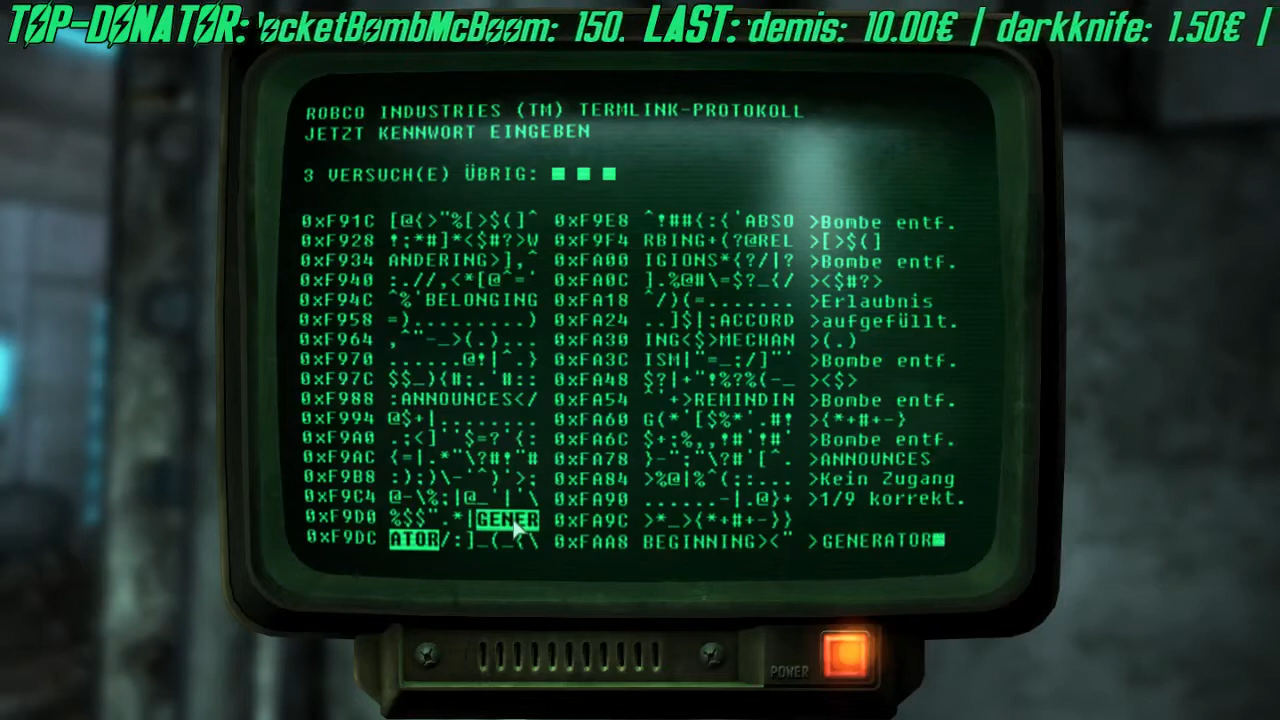 TOP-DONATOR: ocketBombMcBoom: 150. LAST: demis: 10.00€ | darkknife: 1.50€ |
ROBCO INDUSTRIES (TM) TERMLINK-PROTOKOLL
JETZT KENNWORT EINGEBEN
3 VERSUCH(E) ÜBRIG: ■ ■ ■
0xF91C [@{>"%[>$(]^ 0xF9E8 ^!##{:{'ABSO >Bombe entf.
0xF928 !;*#]*<$#?>W 0xF9F4 RBING+(?@REL >[>$(]
0xF934 ANDERING>],^ 0xFA00 IGIONS*{?/|? >Bombe entf.
0xF940 :.//,<*[@^=' 0xFA0C ].%@#\=$?_{/ ><$#?>
0xF94C ^%'BELONGING 0xFA18 ^/)(=....... >Erlaubnis
0xF958 =).........) 0xFA24 ..]$|;ACCORD >aufgefüllt.
0xF964 ,^"-_>(.)... 0xFA30 ING<$>MECHAN >(.)
0xF970 .......@!|^.} 0xFA3C ISM|"=_;/]"' >Bombe entf.
0xF97C $$_){#;.'#:: 0xFA48 $?|+"!%?%(-_ ><$>
0xF988 :ANNOUNCES</ 0xFA54 ^'+>REMINDIN >Bombe entf.
0xF994 @$+|........ 0xFA60 G(*'[$%*'.#! >{*+#+-}
0xF9A0 .;<]'`$=? {: 0xFA6C $+;%,,!#'!#' >Bombe entf.
0xF9AC {=|.*"\?#!"# 0xFA78 }-";"\?#'[^. >ANNOUNCES
0xF9B8 :);)\-'^)'>; 0xFA84 >%@|%^(:... >Kein Zugang
0xF9C4 @-\%:|@_'|'\ 0xFA90 ......-|.@}+ >1/9 korrekt.
0xF9D0 %$$".*|GENER 0xFA9C >*_>{*+#+-}}
0xF9DC ATOR/:]_(_{\ 0xFAA8 BEGINNING><" >GENERATOR■
POWER